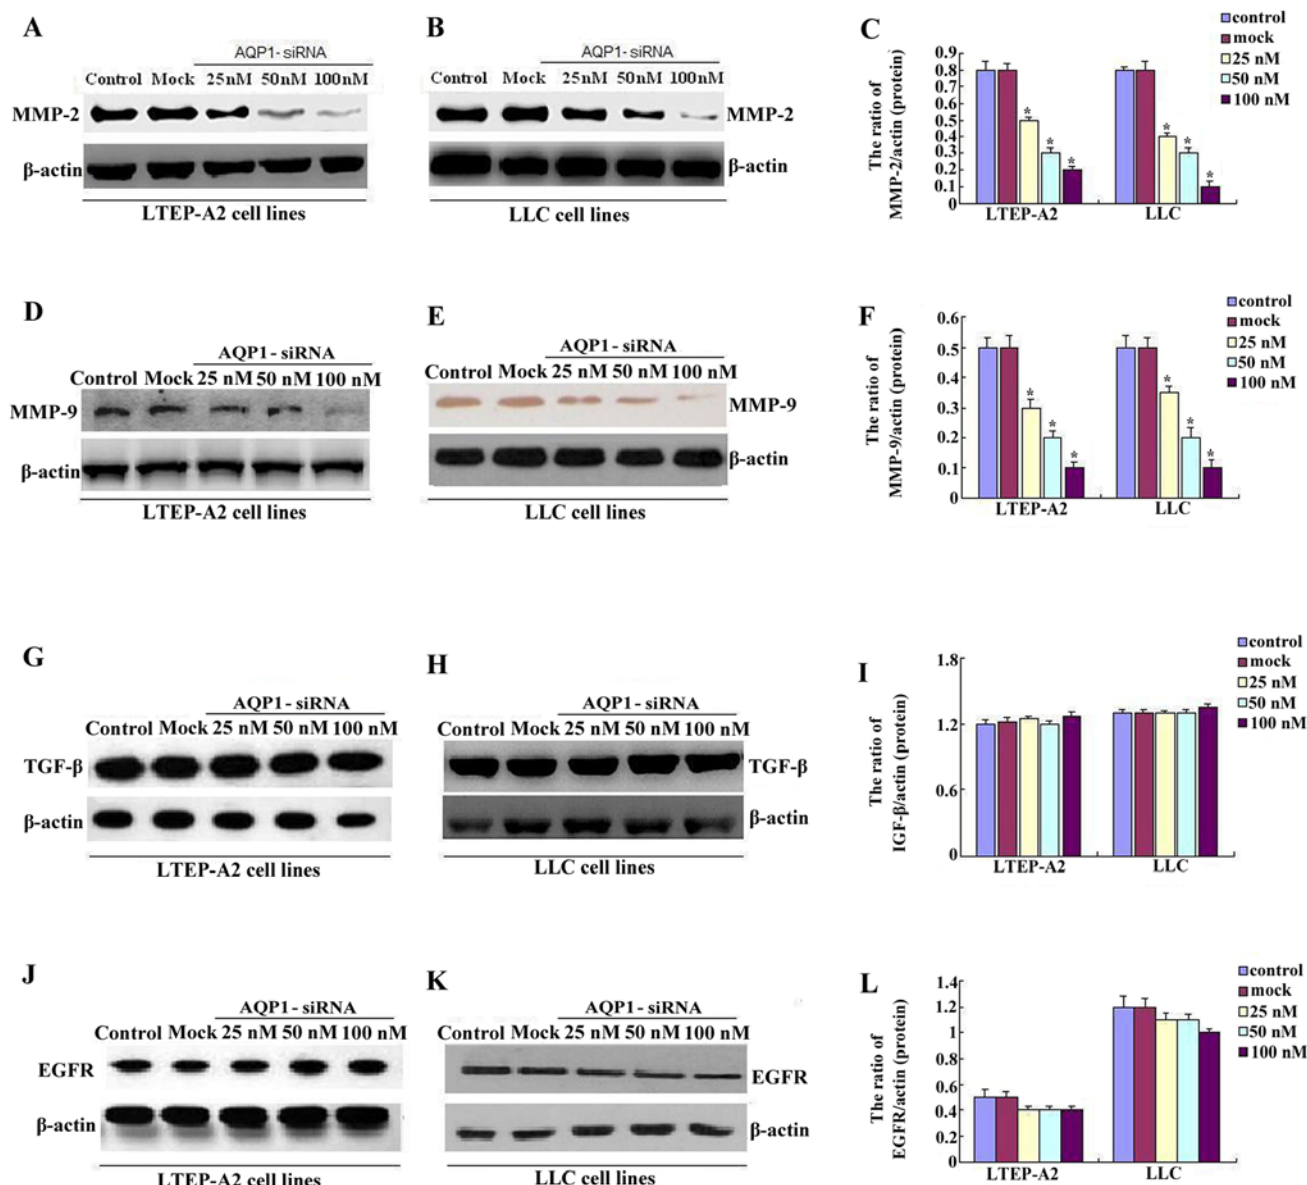 A
AQP1- siRNA
Control Mock 25nM 50nM 100nM
MMP-2
β-actin
LTEP-A2 cell lines
B
AQP1- siRNA
Control Mock 25nM 50nM 100nM
MMP-2
β-actin
LLC cell lines
C
control
mock
25 nM
50 nM
100 nM
The ratio of
MMP-2/actin (protein)
0.9
0.8
0.7
0.6
0.5
0.4
0.3
0.2
0.1
0
* * * * * *
LTEP-A2 LLC
D
AQP1 - siRNA
Control Mock 25 nM 50 nM 100 nM
MMP-9
β-actin
LTEP-A2 cell lines
E
AQP1 - siRNA
Control Mock 25 nM 50 nM 100 nM
MMP-9
β-actin
LLC cell lines
F
control
mock
25 nM
50 nM
100 nM
The ratio of
MMP-9/actin (protein)
0.6
0.5
0.4
0.3
0.2
0.1
0
* * * * * *
LTEP-A2 LLC
G
AQP1 - siRNA
Control Mock 25 nM 50 nM 100 nM
TGF-β
β-actin
LTEP-A2 cell lines
H
AQP1 - siRNA
Control Mock 25 nM 50 nM 100 nM
TGF-β
β-actin
LLC cell lines
I
control
mock
25 nM
50 nM
100 nM
The ratio of
IGF-β/actin (protein)
1.8
1.2
0.6
0
LTEP-A2 LLC
J
AQP1 - siRNA
Control Mock 25 nM 50 nM 100 nM
EGFR
β-actin
LTEP-A2 cell lines
K
AQP1 - siRNA
Control Mock 25 nM 50 nM 100 nM
EGFR
β-actin
LLC cell lines
L
control
mock
25 nM
50 nM
100 nM
The ratio of
EGFR/actin (protein)
1.4
1.2
1
0.8
0.6
0.4
0.2
0
LTEP-A2 LLC